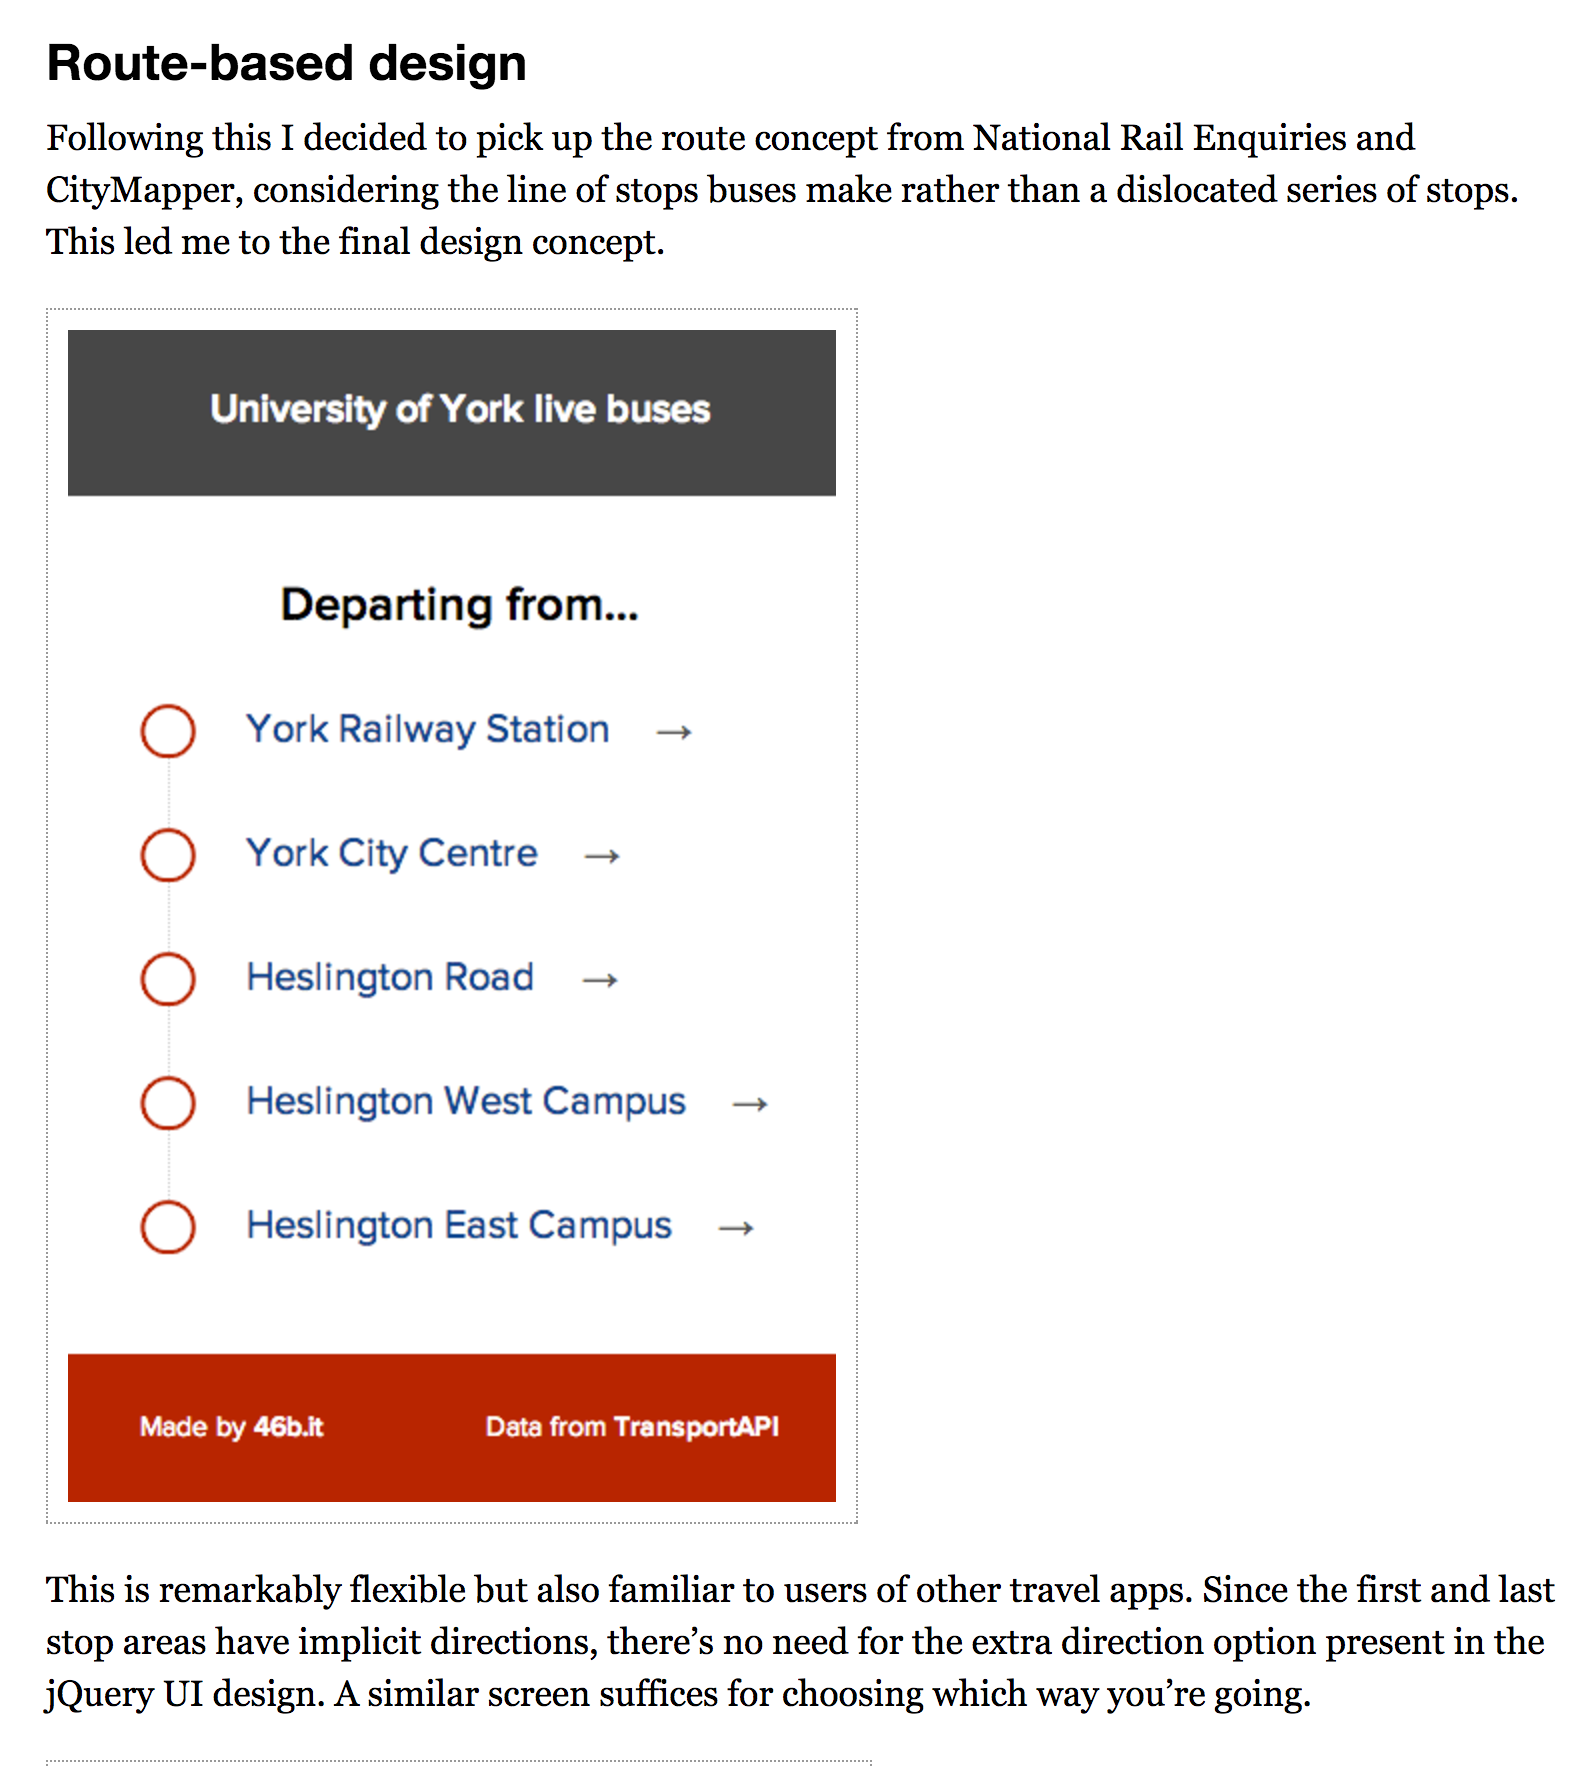 Route-based design
Following this I decided to pick up the route concept from National Rail Enquiries and
CityMapper, considering the line of stops buses make rather than a dislocated series of stops.
This led me to the final design concept.
University of York live buses
Departing from...
York Railway Station →
York City Centre →
Heslington Road →
Heslington West Campus →
Heslington East Campus →
Made by 46b.it Data from TransportAPI
This is remarkably flexible but also familiar to users of other travel apps. Since the first and last
stop areas have implicit directions, there’s no need for the extra direction option present in the
jQuery UI design. A similar screen suffices for choosing which way you’re going.